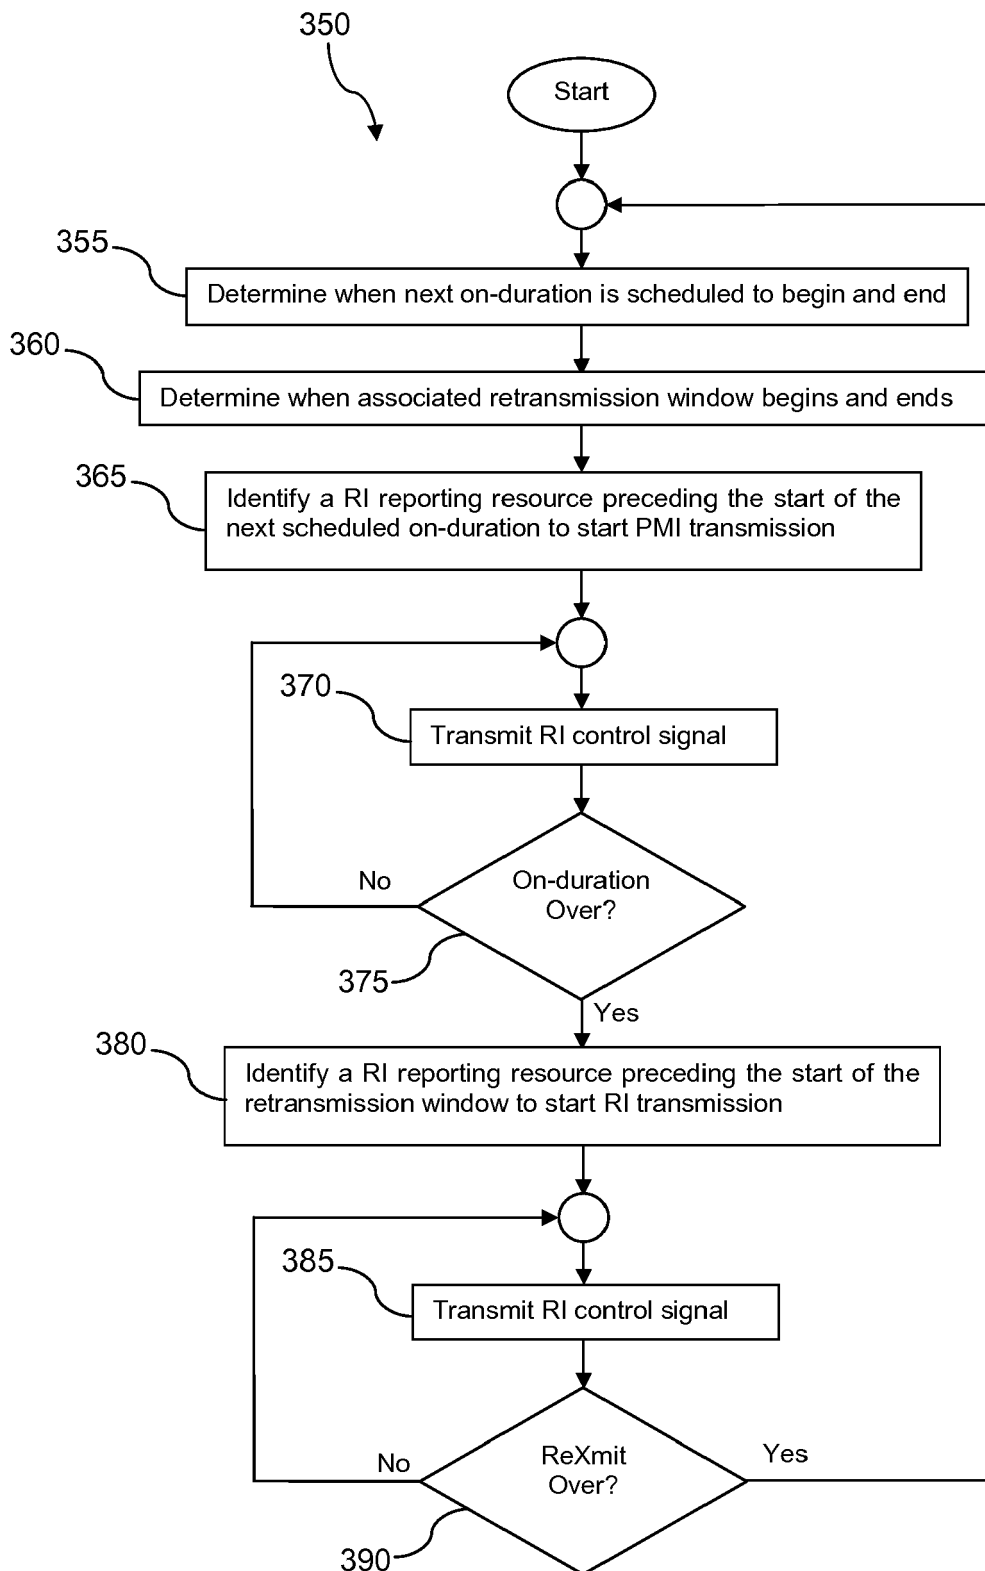 350
Start
355
Determine when next on-duration is scheduled to begin and end
360
Determine when associated retransmission window begins and ends
365
Identify a RI reporting resource preceding the start of the
next scheduled on-duration to start PMI transmission
370
Transmit RI control signal
No
On-duration
Over?
375
Yes
380
Identify a RI reporting resource preceding the start of the
retransmission window to start RI transmission
385
Transmit RI control signal
No
ReXmit
Over?
Yes
390